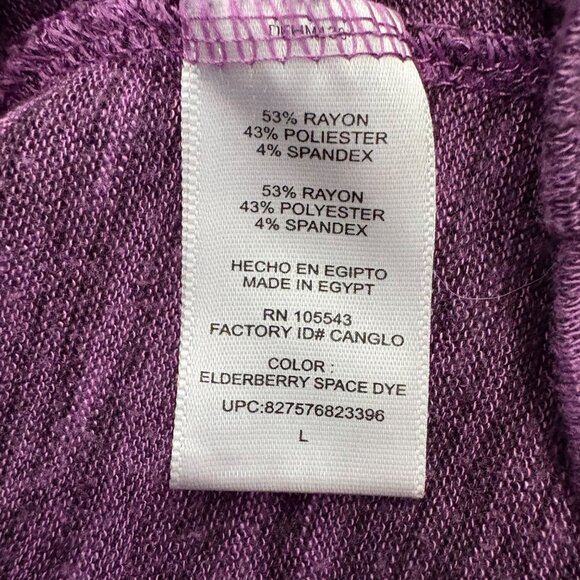 53% RAYON
43% POLIESTER
4% SPANDEX
53% RAYON
43% POLYESTER
4% SPANDEX
HECHO EN EGIPTO
MADE IN EGYPT
RN 105543
FACTORY ID# CANGLO
COLOR :
ELDERBERRY SPACE DYE
UPC:827576823396
L